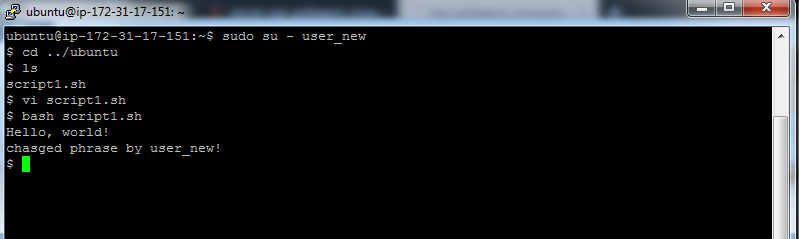 ubuntu@ip-172-31-17-151: ~
ubuntu@ip-172-31-17-151:~$ sudo su - user_new
$ cd ../ubuntu
$ ls
script1.sh
$ vi script1.sh
$ bash script1.sh
Hello, world!
chasged phrase by user_new!
$